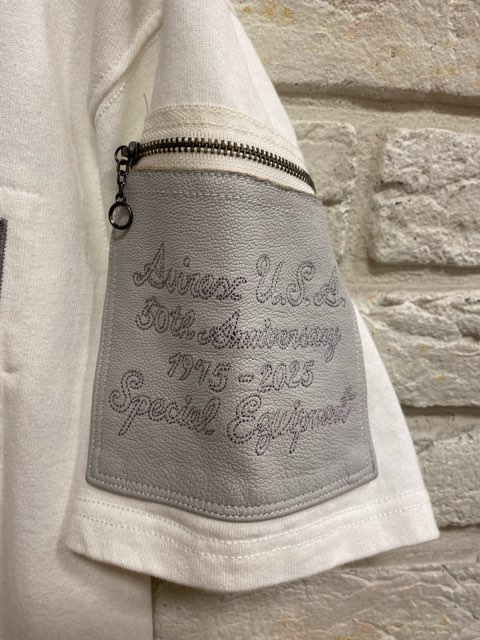 Avirex U.S.A.
50th Anniversary
1975-2025
Special Equipment